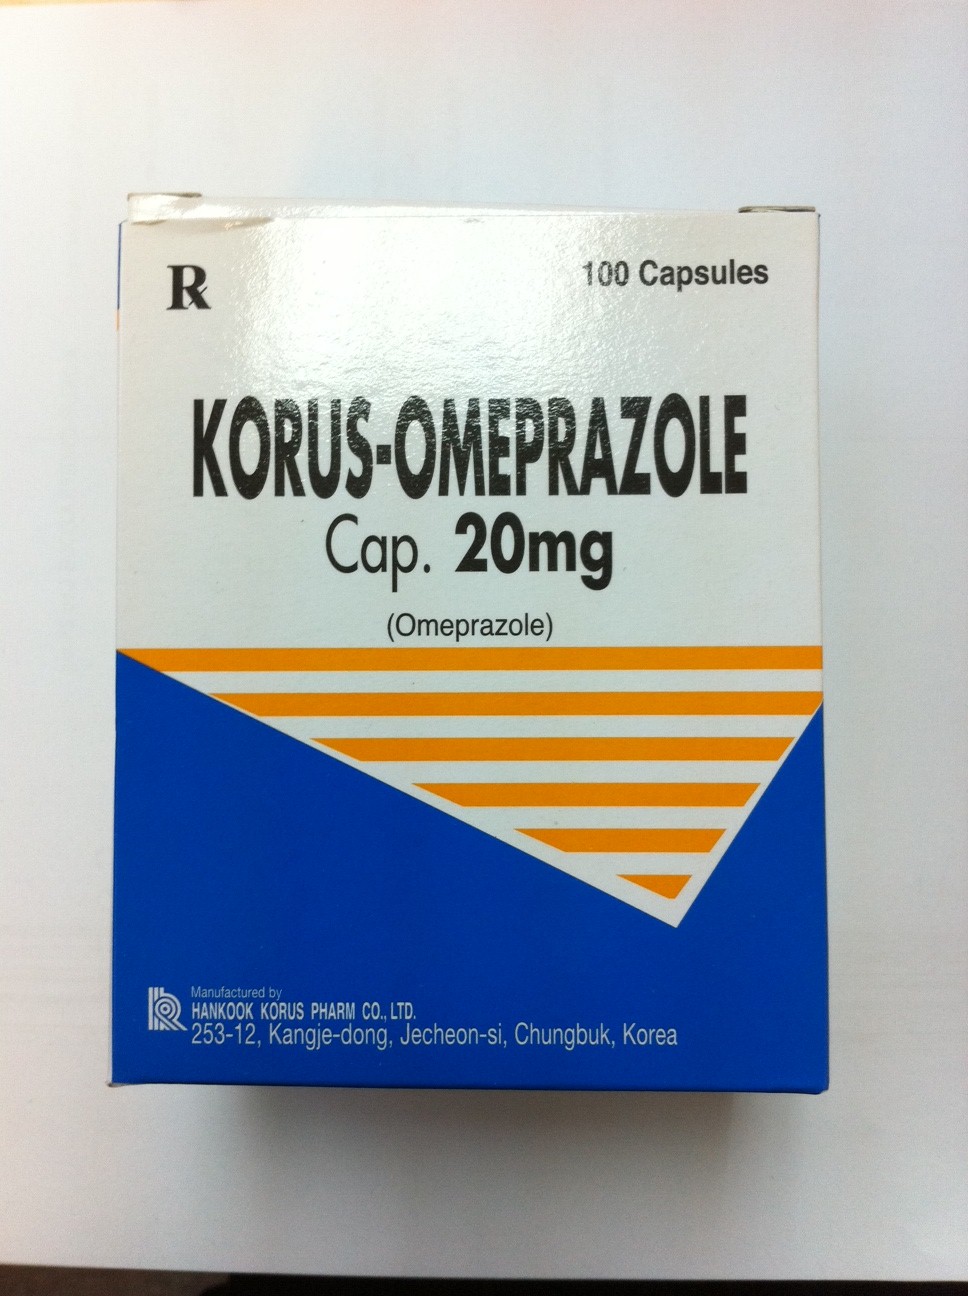 Rx
100 Capsules
KORUS-OMEPRAZOLE
Cap. 20mg
(Omeprazole)
Manufactured by
HANKOOK KORUS PHARM CO., LTD.
253-12, Kangje-dong, Jecheon-si, Chungbuk, Korea